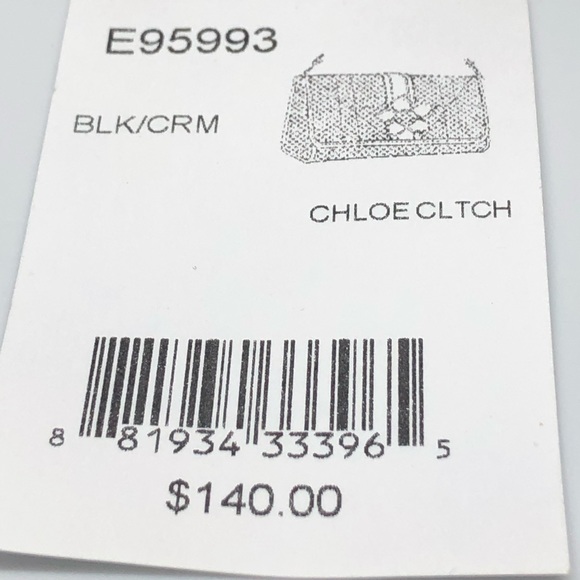 E95993
BLK/CRM
CHLOE CLTCH
8 81934 33396 5
$140.00